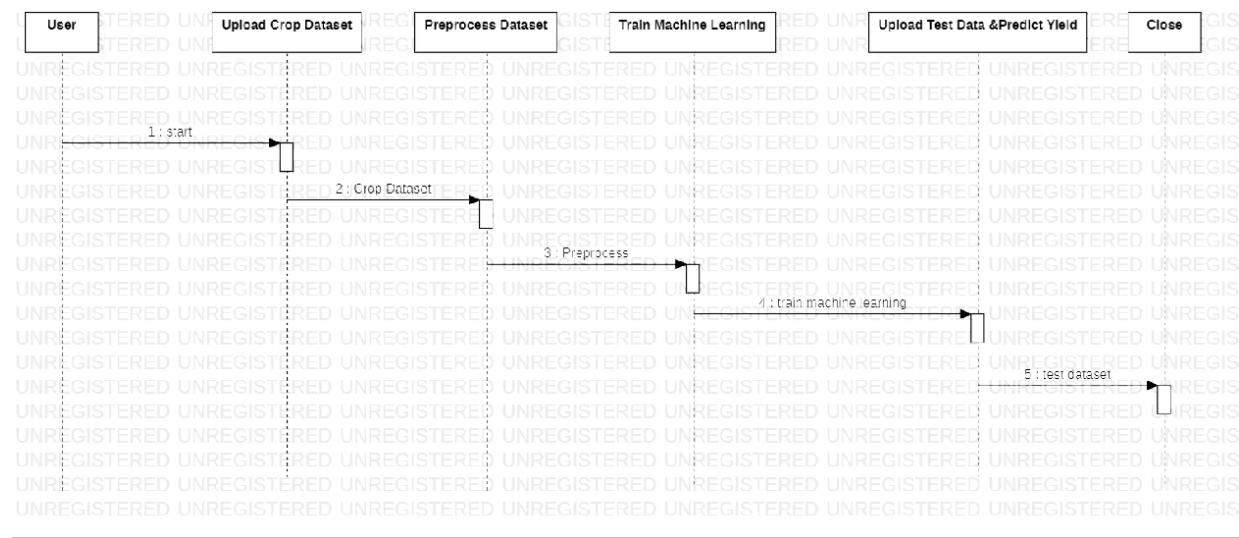 User
Upload Crop Dataset
Preprocess Dataset
Train Machine Learning
Upload Test Data &Predict Yield
Close
1 : start
2 : Crop Dataset
3 : Preprocess
4 : train machine learning
5 : test dataset